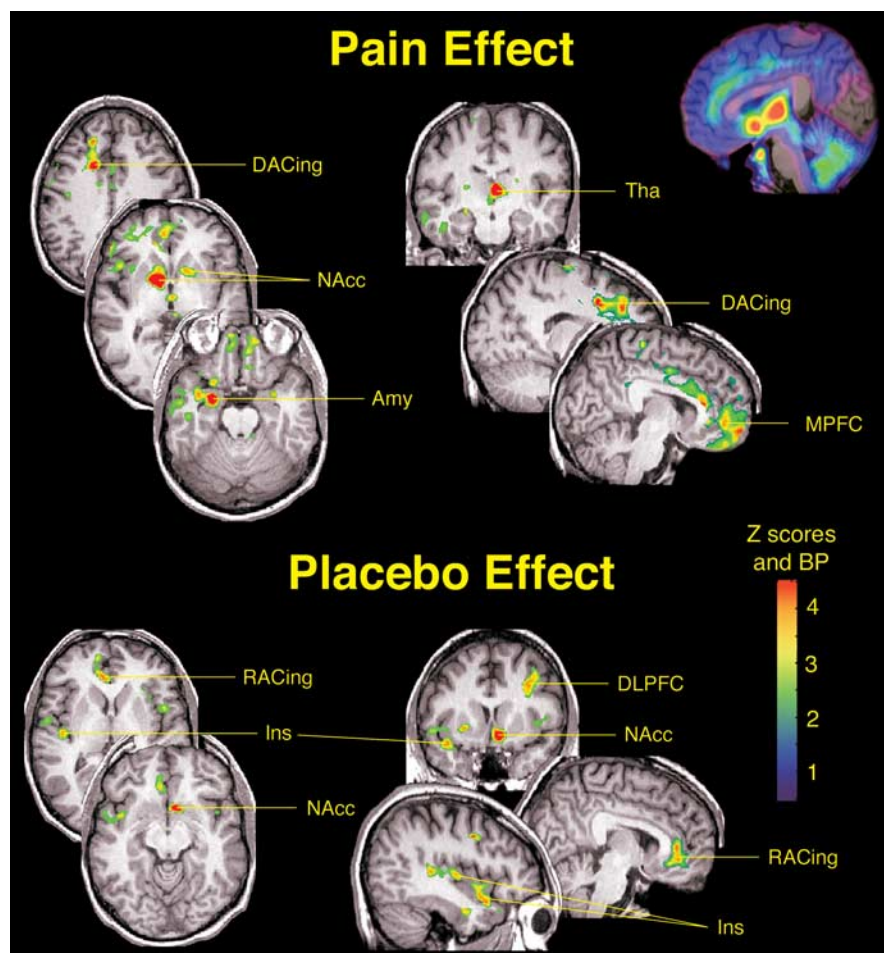 Pain Effect
DACing
NAcc
Amy
Tha
DACing
MPFC
Placebo Effect
Z scores
and BP
4
3
2
1
RACing
Ins
NAcc
DLPFC
NAcc
RACing
Ins